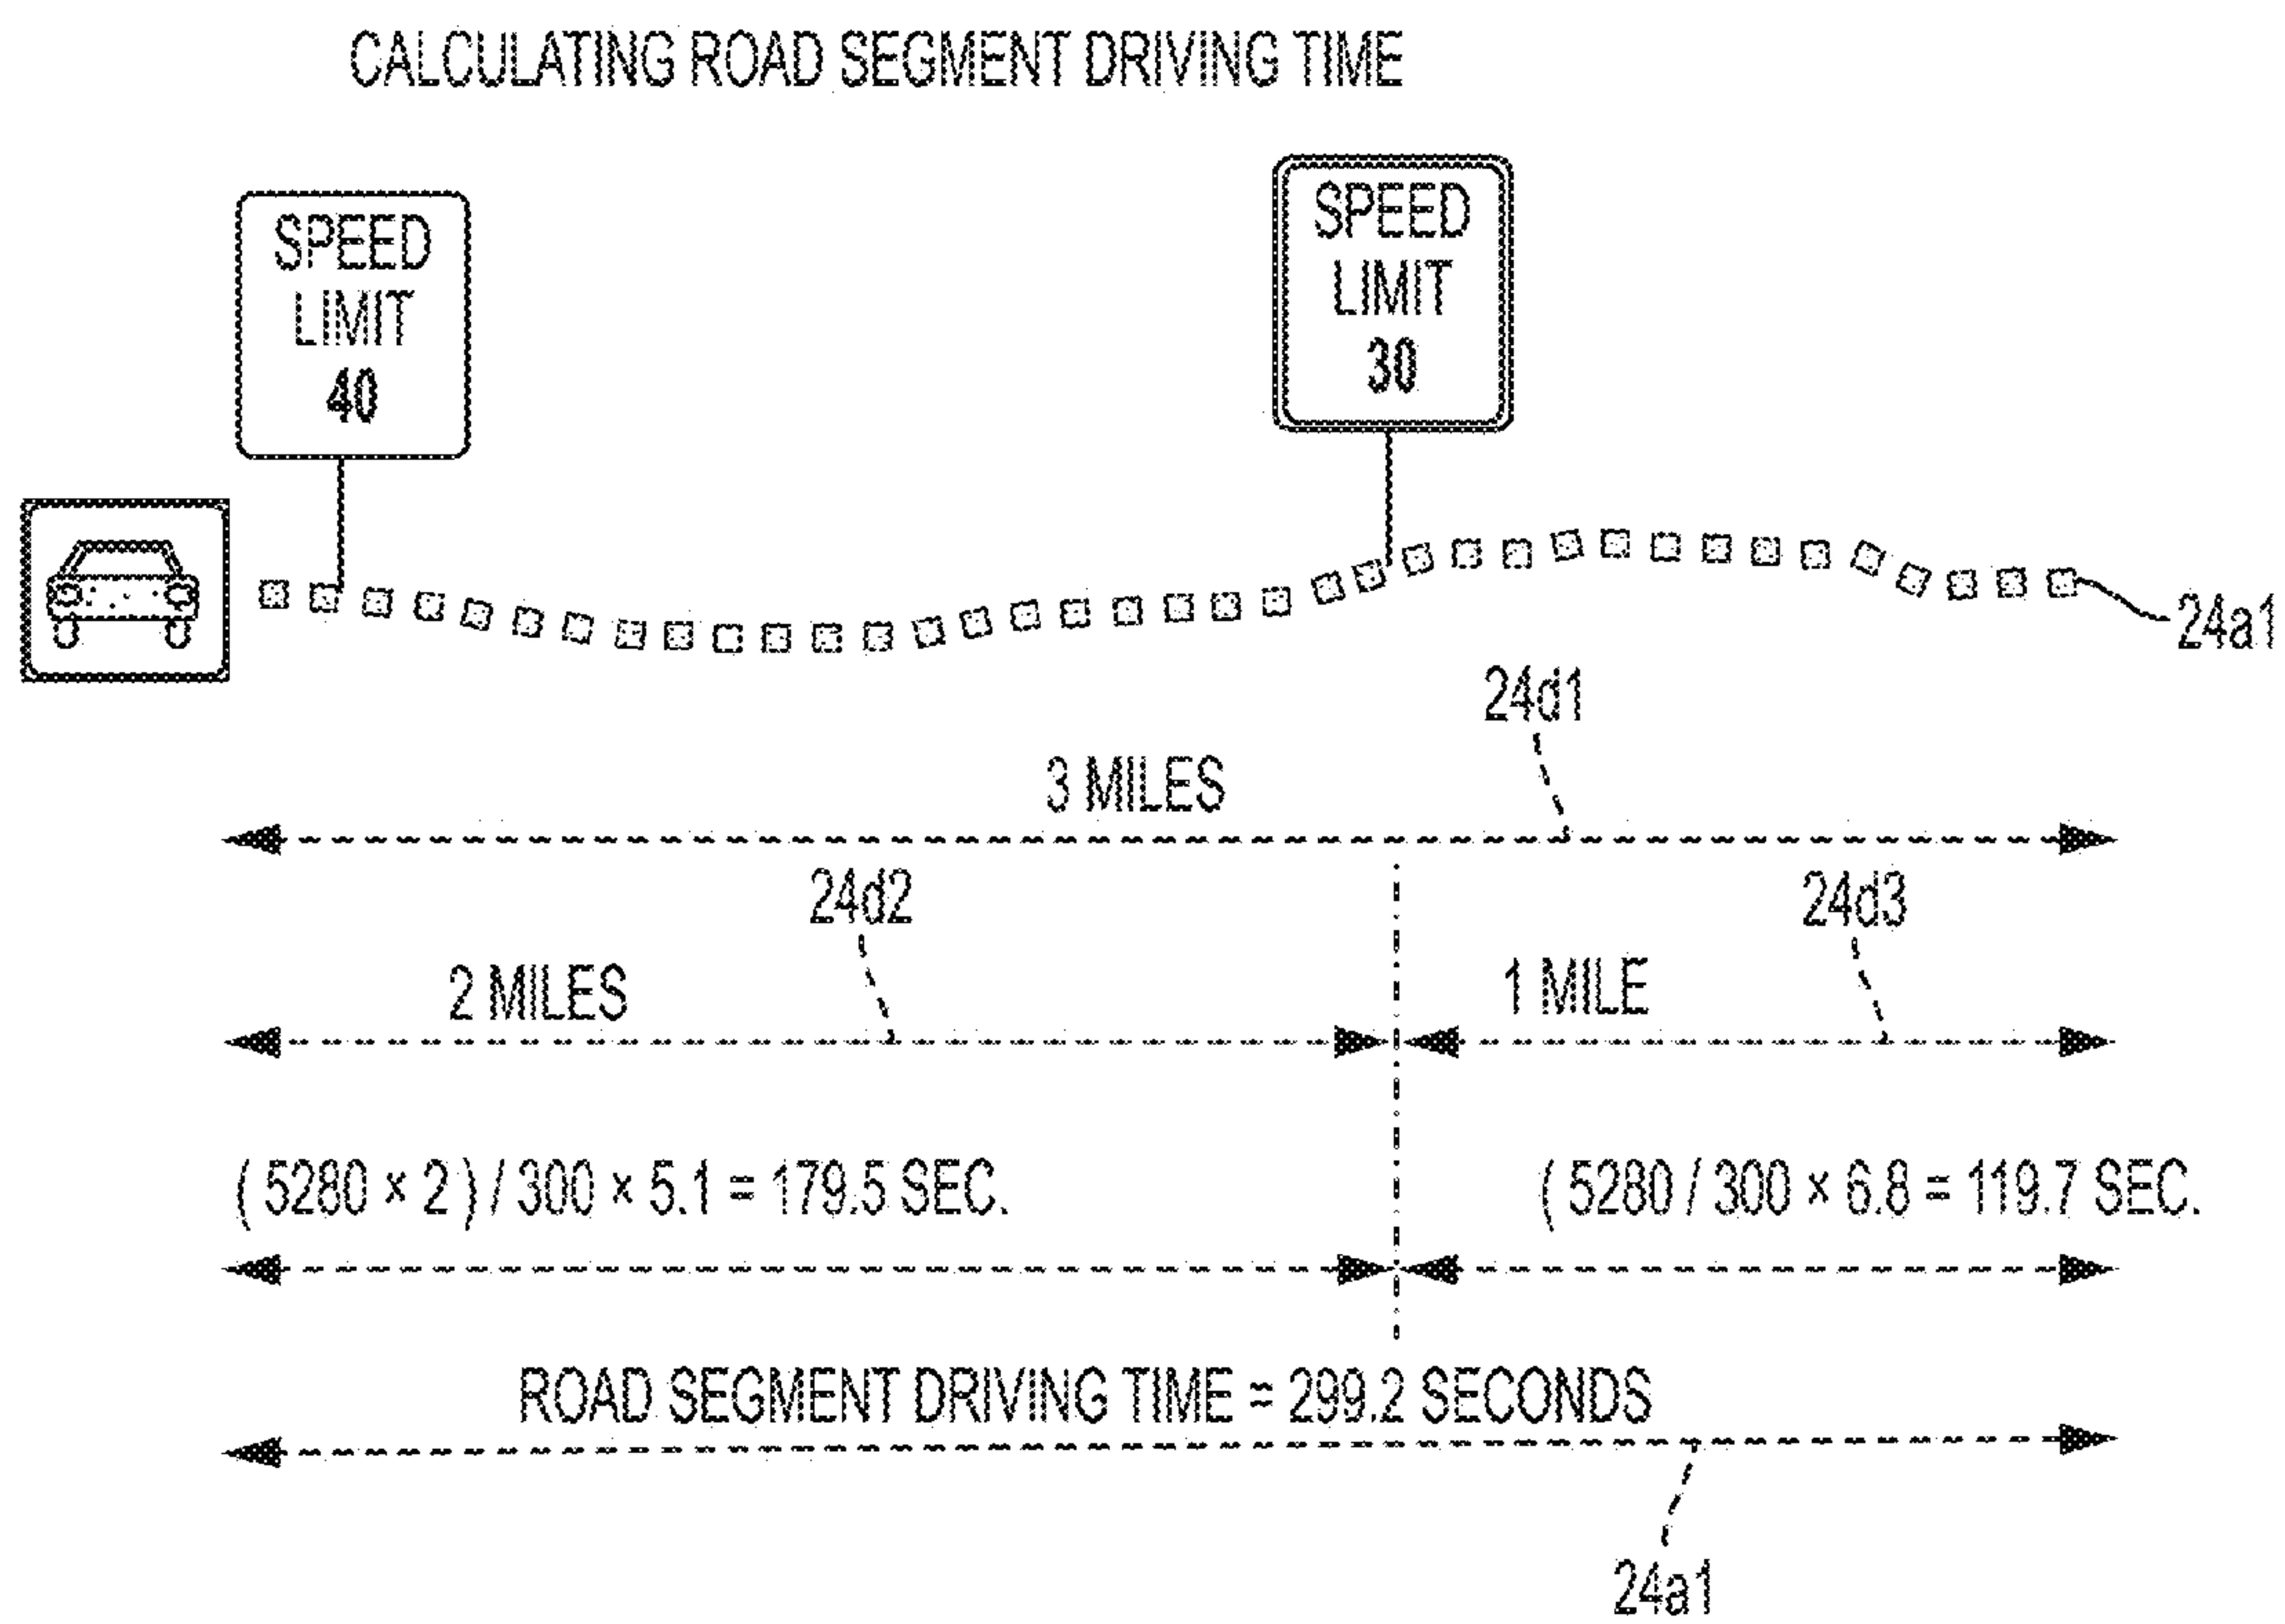 CALCULATING ROAD SEGMENT DRIVING TIME
SPEED
LIMIT
40
SPEED
LIMIT
30
24a1
24d1
3 MILES
24d2
24d3
2 MILES
1 MILE
( 5280 × 2 ) / 300 × 5.1 = 179.5 SEC.
( 5280 / 300 × 6.8 = 119.7 SEC.
ROAD SEGMENT DRIVING TIME = 299.2 SECONDS
24a1